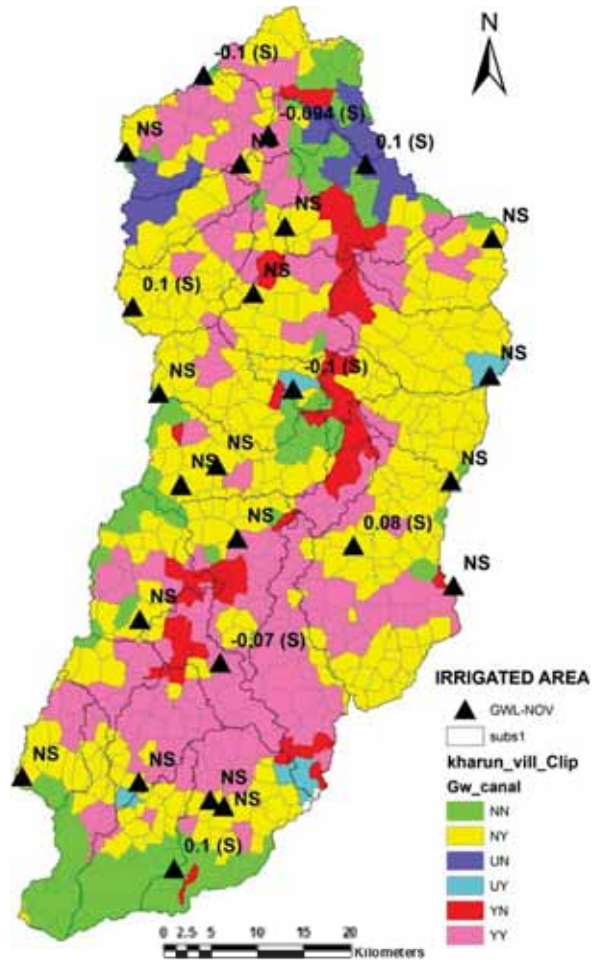 N
-0.1 (S)
-0.094 (S)
NS
NS
0.1 (S)
NS
NS
NS
0.1 (S)
NS
-0.1 (S)
NS
NS
NS
NS
NS
0.08 (S)
NS
NS
-0.07 (S)
IRRIGATED AREA
GWL-NOV
subs1
kharun_vill_Clip
Gw_canal
NN
NY
UN
UY
YN
YY
NS
NS
NS
NS
0.1 (S)
0 2.5 5 10 15 20
Kilometers